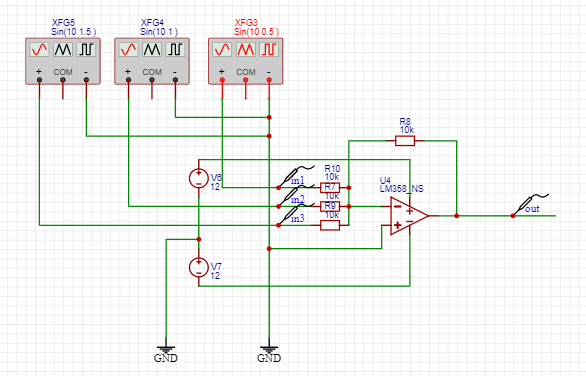 XFG5
Sin(10 1.5 )
XFG4
Sin(10 1 )
XFG3
Sin(10 0.5 )
+ COM -
+ COM -
+ COM -
R8
10k
V6
12
in1
in2
in3
R10
10k
R7
10k
R9
10k
U4
LM358_NS
out
V7
12
GND
GND